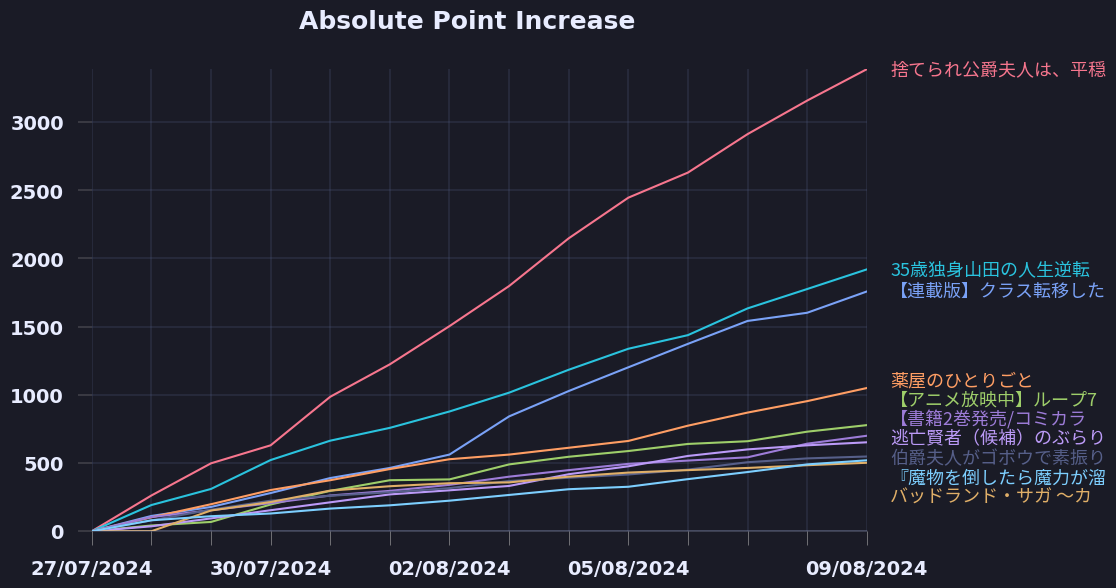 Absolute Point Increase
捨てられ公爵夫人は、平穏
3000
2500
2000
35歳独身山田の人生逆転
【連載版】クラス転移した
1500
薬屋のひとりごと
1000
【アニメ放映中】ループ7
【書籍2巻発売/コミカラ
逃亡賢者（候補）のぶらり
500
伯爵夫人がゴボウで素振り
『魔物を倒したら魔力が溜
バッドランド・サガ ～カ
0
27/07/2024 30/07/2024 02/08/2024 05/08/2024 09/08/2024